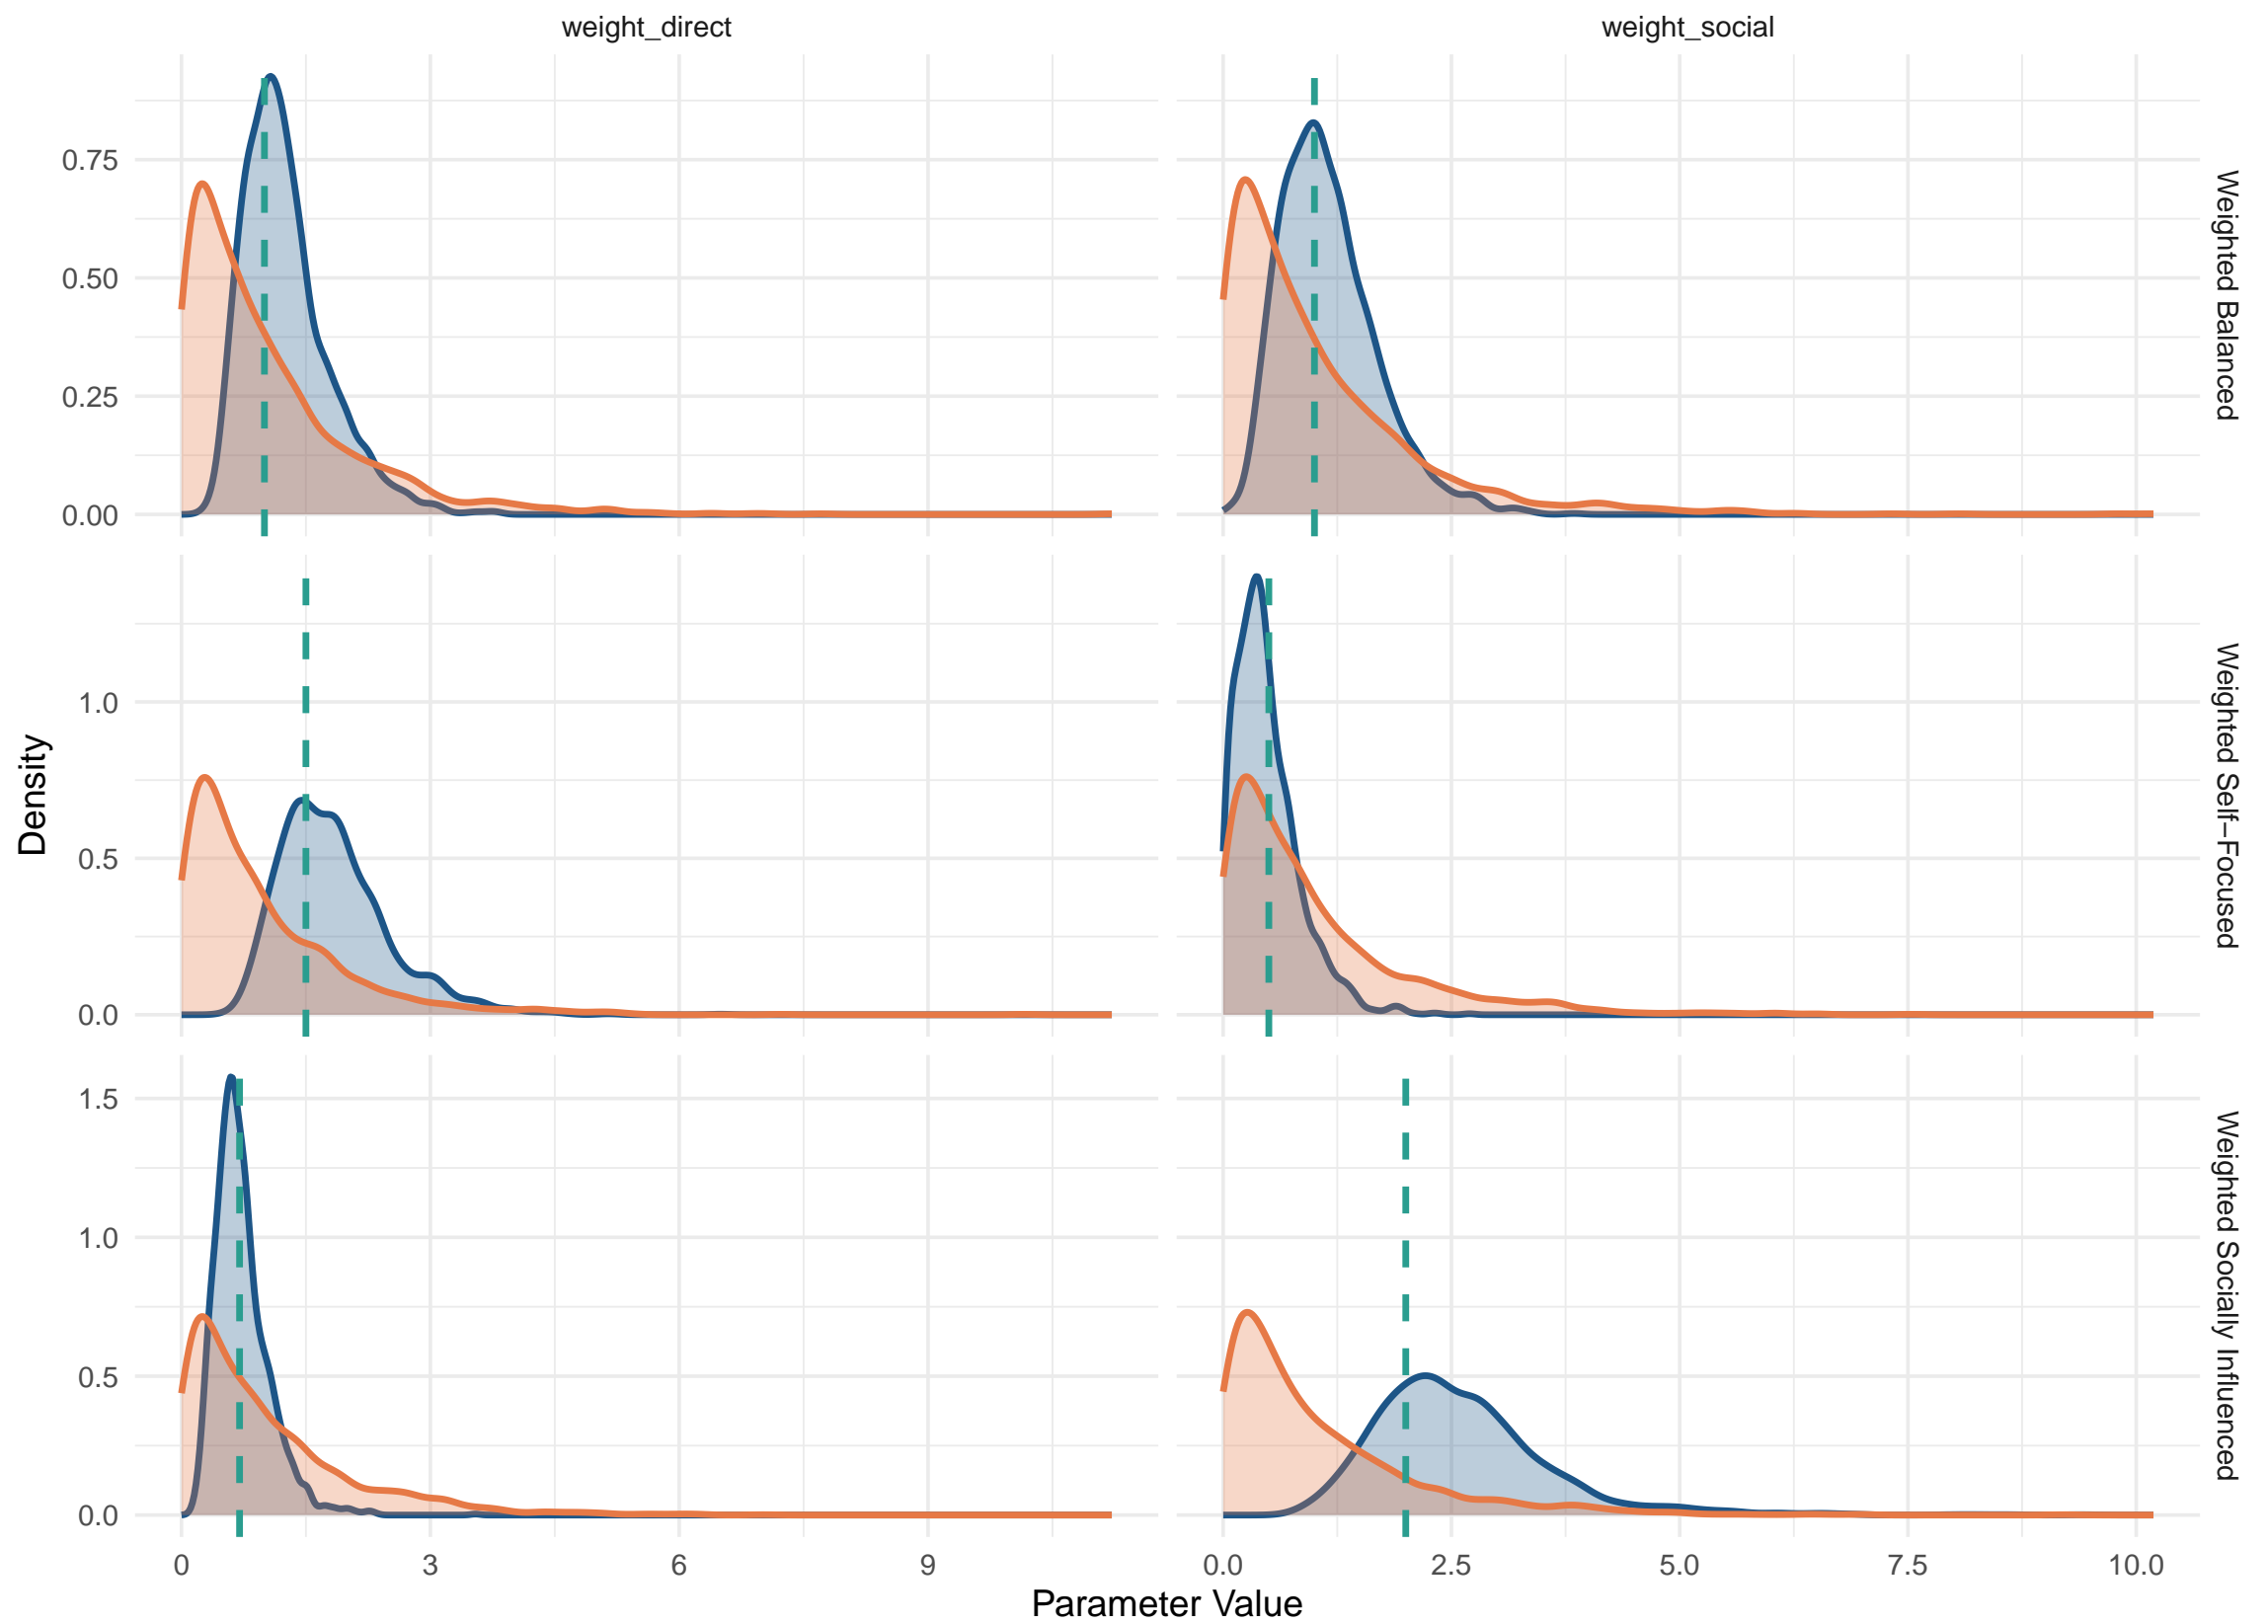 weight_direct
weight_social
0.75
0.50
0.25
0.00
Weighted Balanced
1.0
0.5
0.0
Weighted Self−Focused
1.5
1.0
0.5
0.0
Weighted Socially Influenced
Density
0
3
6
9
0.0
2.5
5.0
7.5
10.0
Parameter Value